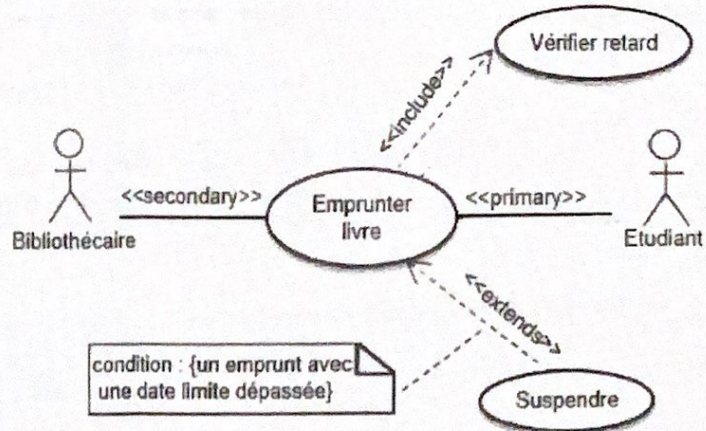 Vérifier retard
<<include>>
<<secondary>>
Emprunter
livre
<<primary>>
Bibliothécaire
Etudiant
<<extends>>
condition : {un emprunt avec
une date limite dépassée}
Suspendre